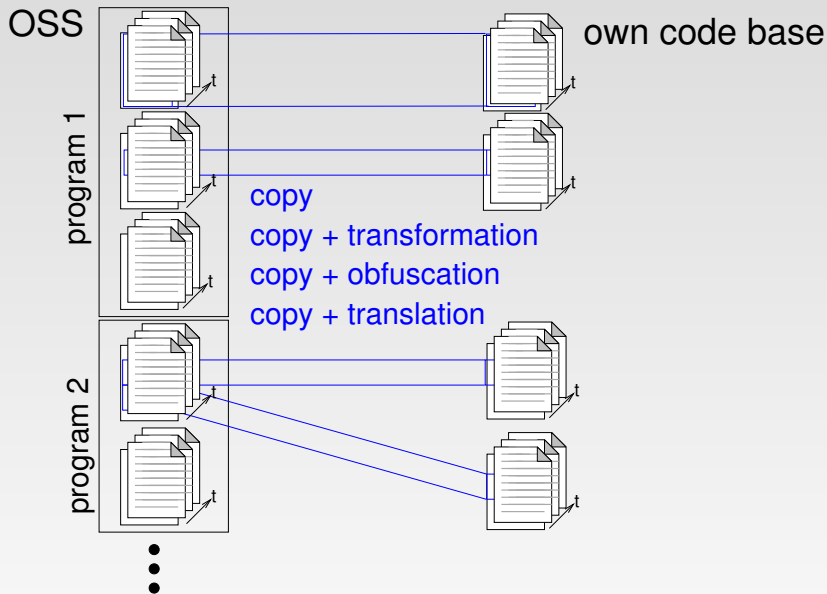 OSS
own code base
program 1
t
t
t
t
t
copy
copy + transformation
copy + obfuscation
copy + translation
program 2
t
t
t
t